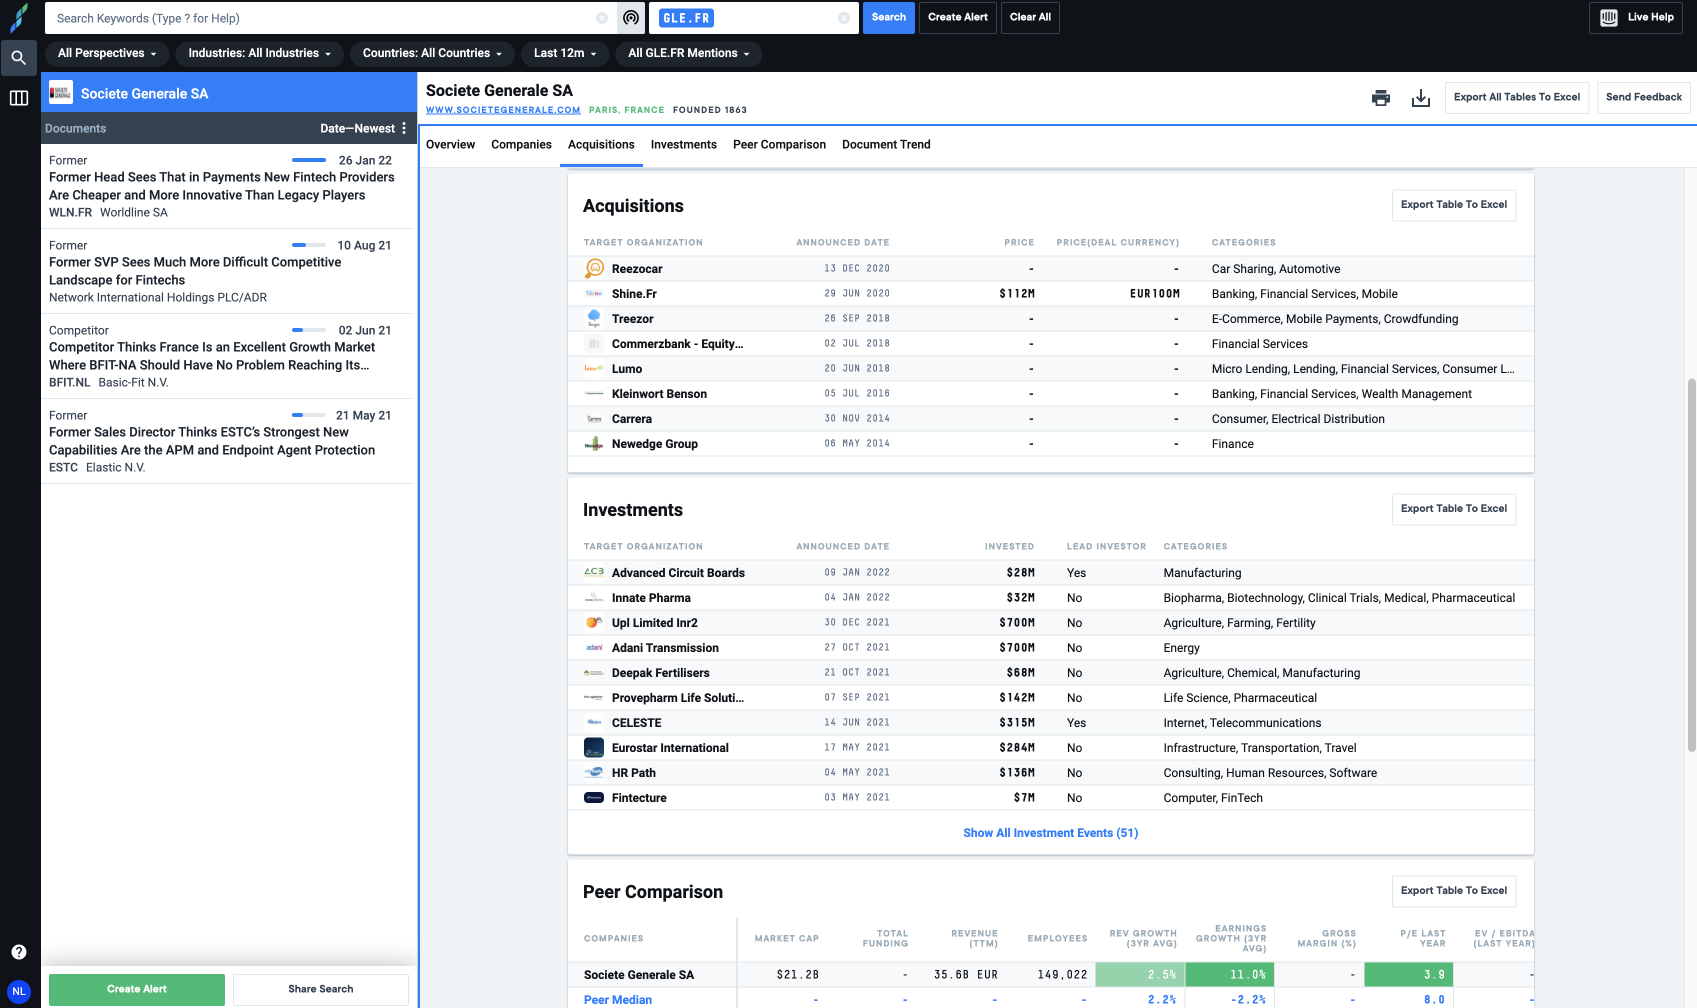 Search Keywords (Type ? for Help)
GLE.FR
Search
Create Alert
Clear All
Live Help
All Perspectives
Industries: All Industries
Countries: All Countries
Last 12m
All GLE.FR Mentions
Societe Generale SA
Documents
Date—Newest
Former 26 Jan 22
Former Head Sees That in Payments New Fintech Providers
Are Cheaper and More Innovative Than Legacy Players
WLN.FR Worldline SA
Former 10 Aug 21
Former SVP Sees Much More Difficult Competitive
Landscape for Fintechs
Network International Holdings PLC/ADR
Competitor 02 Jun 21
Competitor Thinks France Is an Excellent Growth Market
Where BFIT-NA Should Have No Problem Reaching Its...
BFIT.NL Basic-Fit N.V.
Former 21 May 21
Former Sales Director Thinks ESTC's Strongest New
Capabilities Are the APM and Endpoint Agent Protection
ESTC Elastic N.V.
NL
Create Alert
Share Search
Societe Generale SA
WWW.SOCIETEGENERALE.COM PARIS, FRANCE FOUNDED 1863
Export All Tables To Excel
Send Feedback
Overview Companies Acquisitions Investments Peer Comparison Document Trend
Acquisitions
Export Table To Excel
TARGET ORGANIZATION ANNOUNCED DATE PRICE PRICE(DEAL CURRENCY) CATEGORIES
Reezocar 13 DEC 2020 - - Car Sharing, Automotive
Shine.Fr 29 JUN 2020 $112M EUR100M Banking, Financial Services, Mobile
Treezor 26 SEP 2018 - - E-Commerce, Mobile Payments, Crowdfunding
Commerzbank - Equity... 02 JUL 2018 - - Financial Services
Lumo 20 JUN 2018 - - Micro Lending, Lending, Financial Services, Consumer L...
Kleinwort Benson 05 JUL 2016 - - Banking, Financial Services, Wealth Management
Carrera 30 NOV 2014 - - Consumer, Electrical Distribution
Newedge Group 06 MAY 2014 - - Finance
Investments
Export Table To Excel
TARGET ORGANIZATION ANNOUNCED DATE INVESTED LEAD INVESTOR CATEGORIES
Advanced Circuit Boards 09 JAN 2022 $28M Yes Manufacturing
Innate Pharma 04 JAN 2022 $32M No Biopharma, Biotechnology, Clinical Trials, Medical, Pharmaceutical
Upl Limited Inr2 30 DEC 2021 $700M No Agriculture, Farming, Fertility
Adani Transmission 27 OCT 2021 $700M No Energy
Deepak Fertilisers 21 OCT 2021 $68M No Agriculture, Chemical, Manufacturing
Provepharm Life Soluti... 07 SEP 2021 $142M No Life Science, Pharmaceutical
CELESTE 14 JUN 2021 $315M Yes Internet, Telecommunications
Eurostar International 17 MAY 2021 $284M No Infrastructure, Transportation, Travel
HR Path 04 MAY 2021 $136M No Consulting, Human Resources, Software
Fintecture 03 MAY 2021 $7M No Computer, FinTech
Show All Investment Events (51)
Peer Comparison
Export Table To Excel
COMPANIES MARKET CAP TOTAL FUNDING REVENUE (TTM) EMPLOYEES REV GROWTH (3YR AVG) EARNINGS GROWTH (3YR AVG) GROSS MARGIN (%) P/E LAST YEAR EV / EBITDA (LAST YEAR)
Societe Generale SA $21.2B - 35.6B EUR 149,022 2.5% 11.0% - 3.9 -
Peer Median - - - - 2.2% -2.2% - 8.0 -